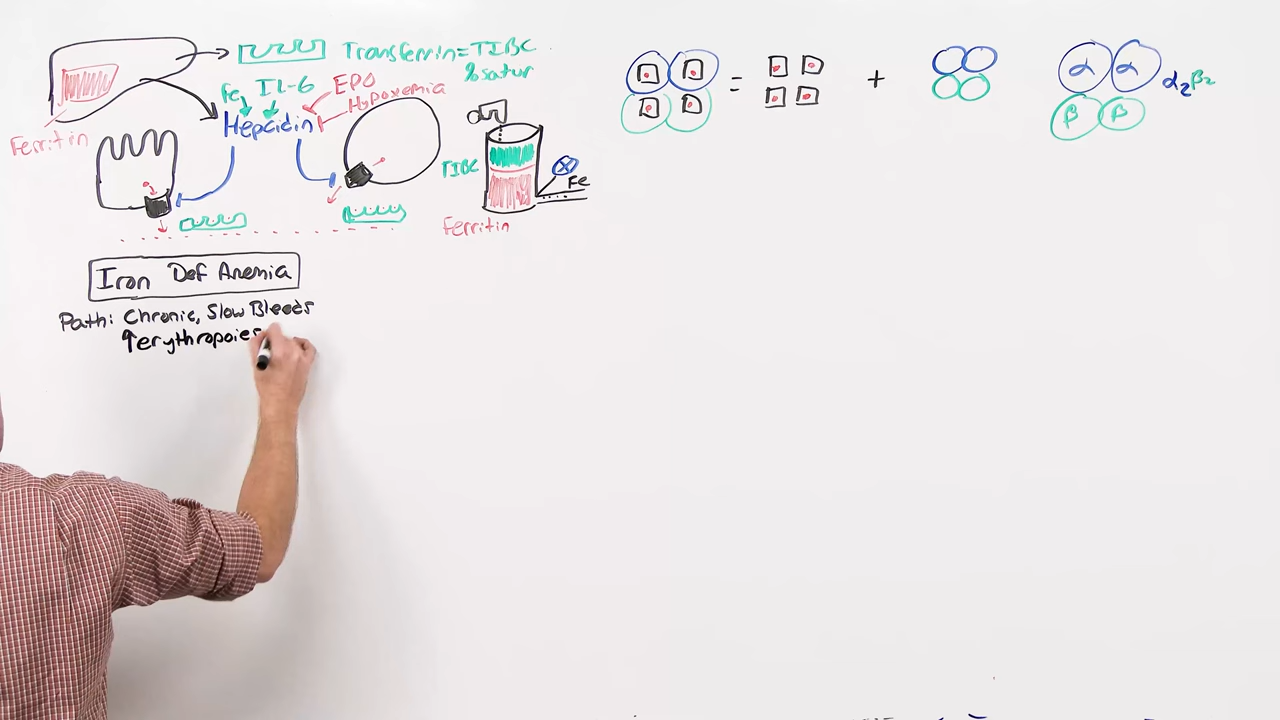 Transferrin = TIBC
% satur
Fe IL-6 EPO
Hypoxemia
Hepcidin
Ferritin
TIBC
Fe
Ferritin
= +
α α α2β2
β β
Iron Def Anemia
Path: Chronic, Slow Bleeds
↑erythropoies